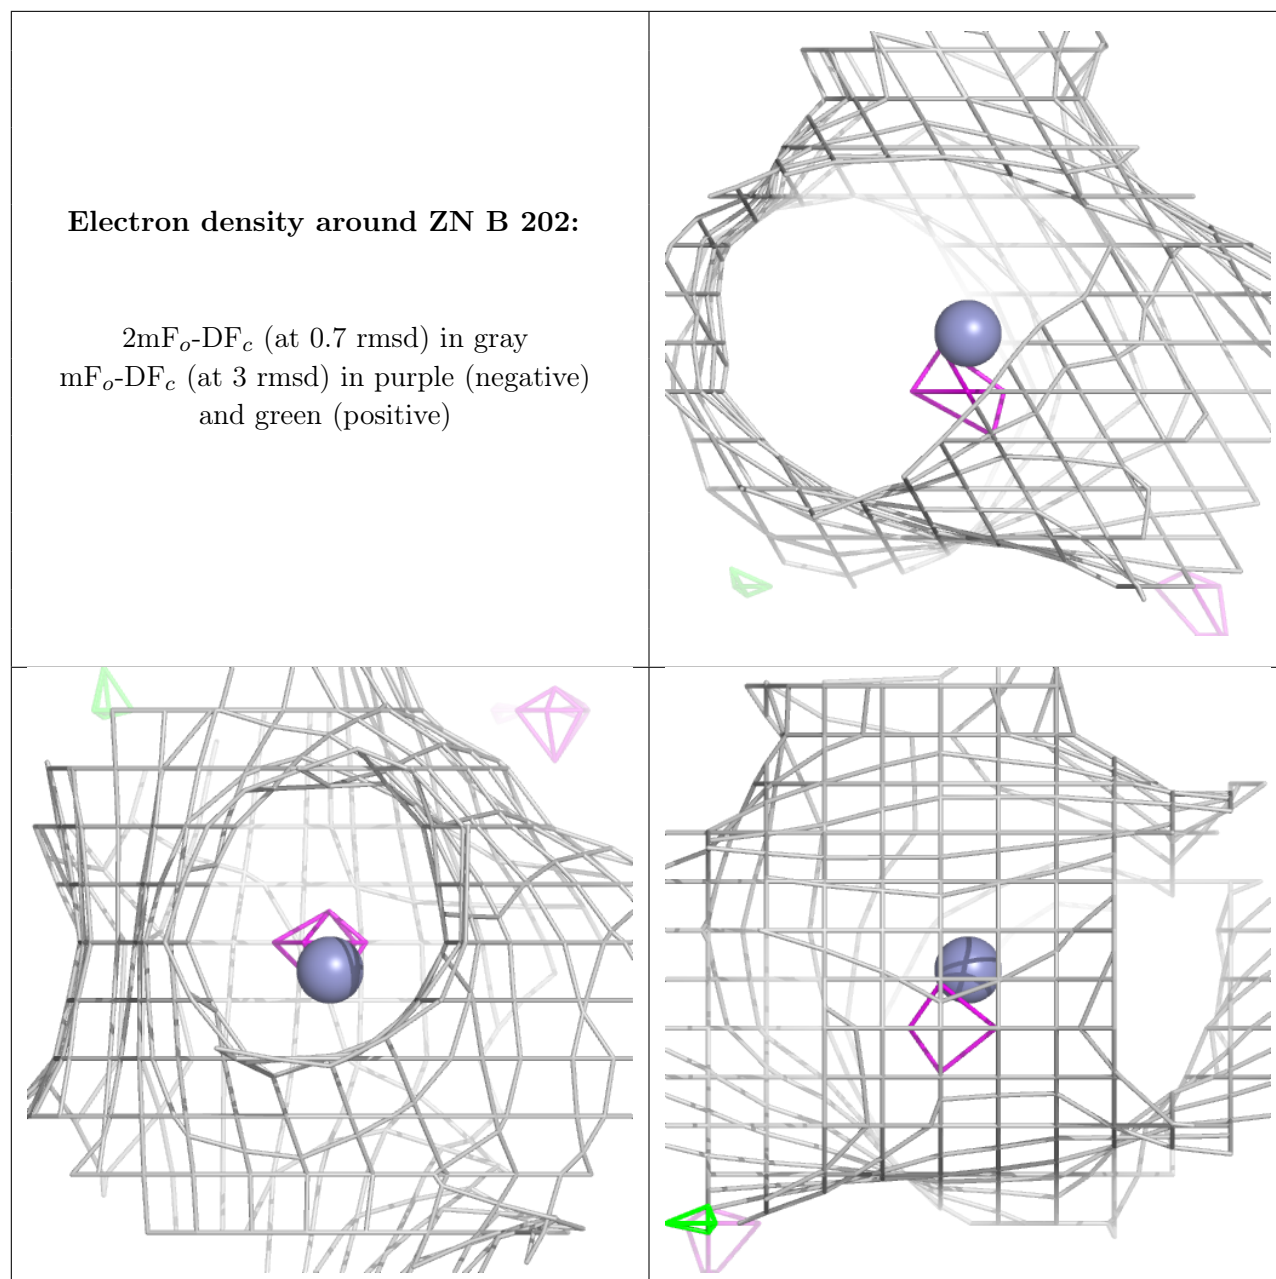 Electron density around ZN B 202:
2mFo-DFc (at 0.7 rmsd) in gray
mFo-DFc (at 3 rmsd) in purple (negative)
and green (positive)